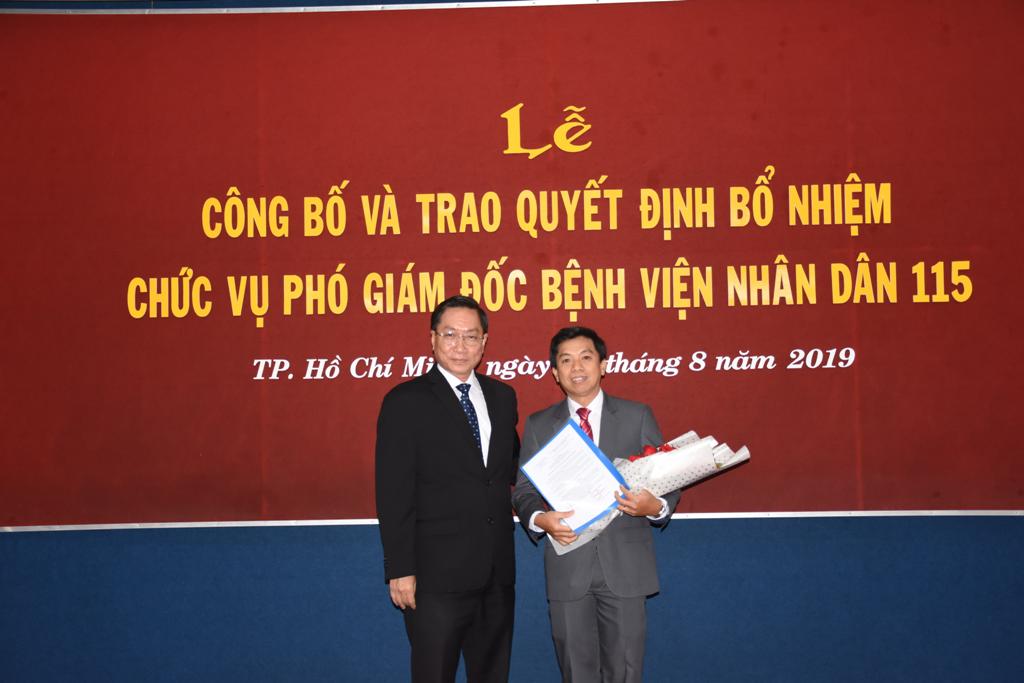 Lễ
CÔNG BỐ VÀ TRAO QUYẾT ĐỊNH BỔ NHIỆM
CHỨC VỤ PHÓ GIÁM ĐỐC BỆNH VIỆN NHÂN DÂN 115
TP. Hồ Chí ngày tháng 8 năm 2019